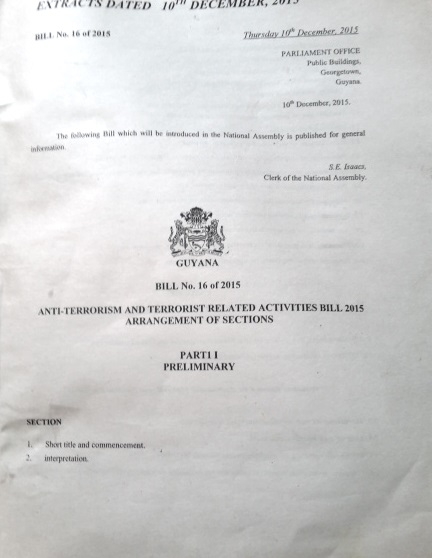 EXTRACTS DATED 10TH DECEMBER, 2015
BILL No. 16 of 2015
Thursday 10th December, 2015
PARLIAMENT OFFICE
Public Buildings,
Georgetown,
Guyana.
10th December, 2015.
The following Bill which will be introduced in the National Assembly is published for general
information.
S.E. Isaacs,
Clerk of the National Assembly.
GUYANA
BILL No. 16 of 2015
ANTI-TERRORISM AND TERRORIST RELATED ACTIVITIES BILL 2015
ARRANGEMENT OF SECTIONS
PART1 I
PRELIMINARY
SECTION
1. Short title and commencement.
2. interpretation.